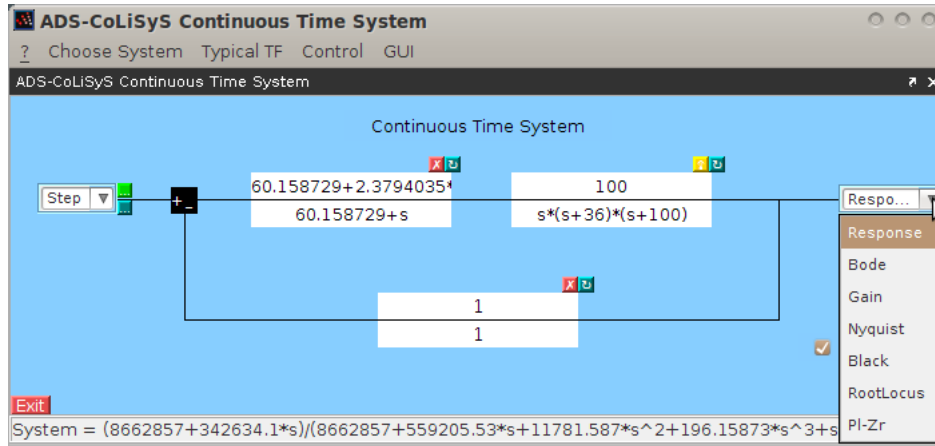 ADS-CoLiSyS Continuous Time System
? Choose System Typical TF Control GUI
ADS-CoLiSyS Continuous Time System
Continuous Time System
60.158729+2.3794035*
60.158729+s
100
s*(s+36)*(s+100)
Step
+ -
Respo...
Response
Bode
Gain
Nyquist
Black
RootLocus
Pl-Zr
1
1
Exit
System = (8662857+342634.1*s)/(8662857+559205.53*s+11781.587*s^2+196.15873*s^3+s